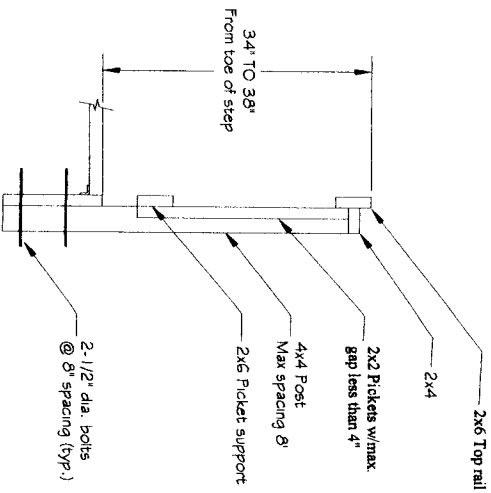 34" TO 38"
From toe of step
2x6 Top rail
2x4
2x2 Pickets w/max.
gap less than 4"
4x4 Post
Max spacing 8'
2x6 Picket support
2-1/2" dia. bolts
@ 8" spacing (typ.)